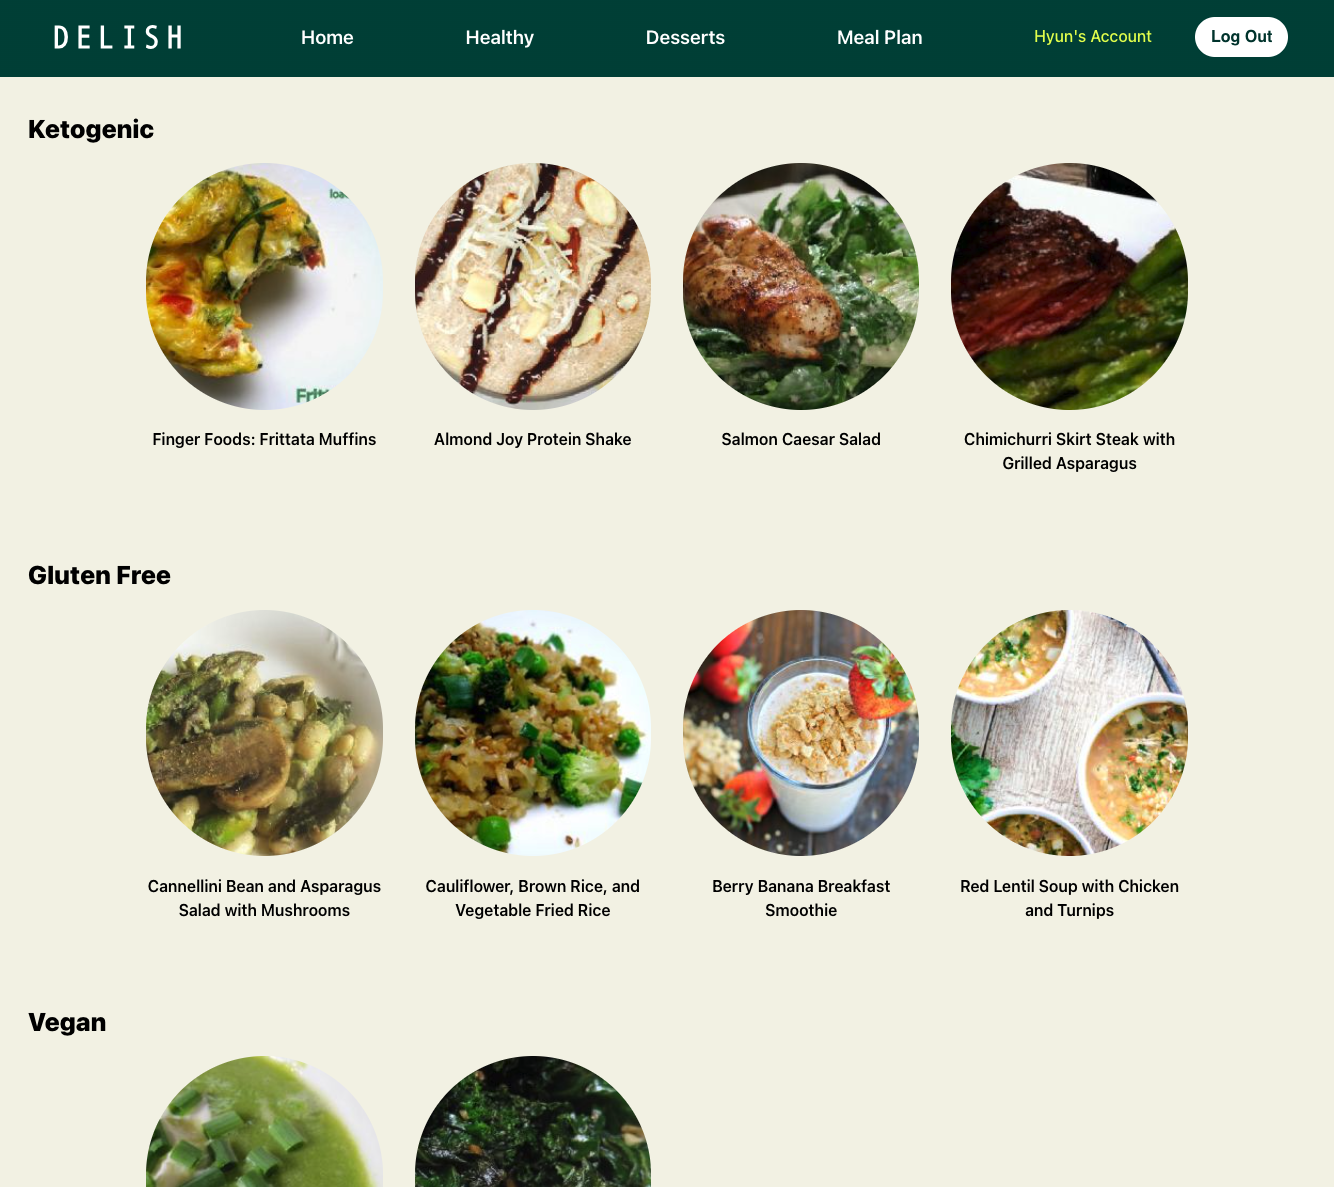 DELISH
Home
Healthy
Desserts
Meal Plan
Hyun's Account
Log Out
Ketogenic
Finger Foods: Frittata Muffins
Almond Joy Protein Shake
Salmon Caesar Salad
Chimichurri Skirt Steak with
Grilled Asparagus
Gluten Free
Cannellini Bean and Asparagus
Salad with Mushrooms
Cauliflower, Brown Rice, and
Vegetable Fried Rice
Berry Banana Breakfast
Smoothie
Red Lentil Soup with Chicken
and Turnips
Vegan